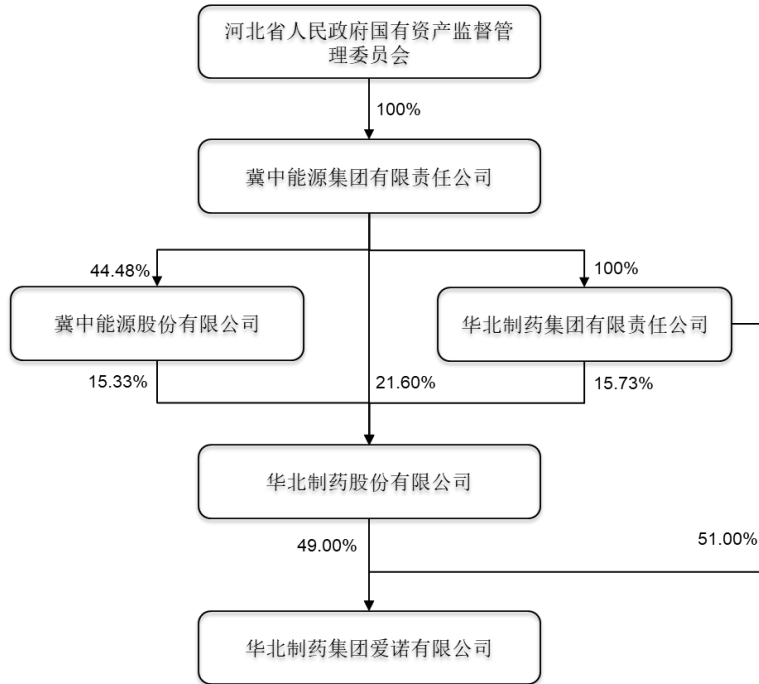 河北省人民政府国有资产监督管
理委员会
100%
冀中能源集团有限责任公司
44.48%
100%
冀中能源股份有限公司
华北制药集团有限责任公司
15.33%
21.60%
15.73%
华北制药股份有限公司
49.00%
51.00%
华北制药集团爱诺有限公司